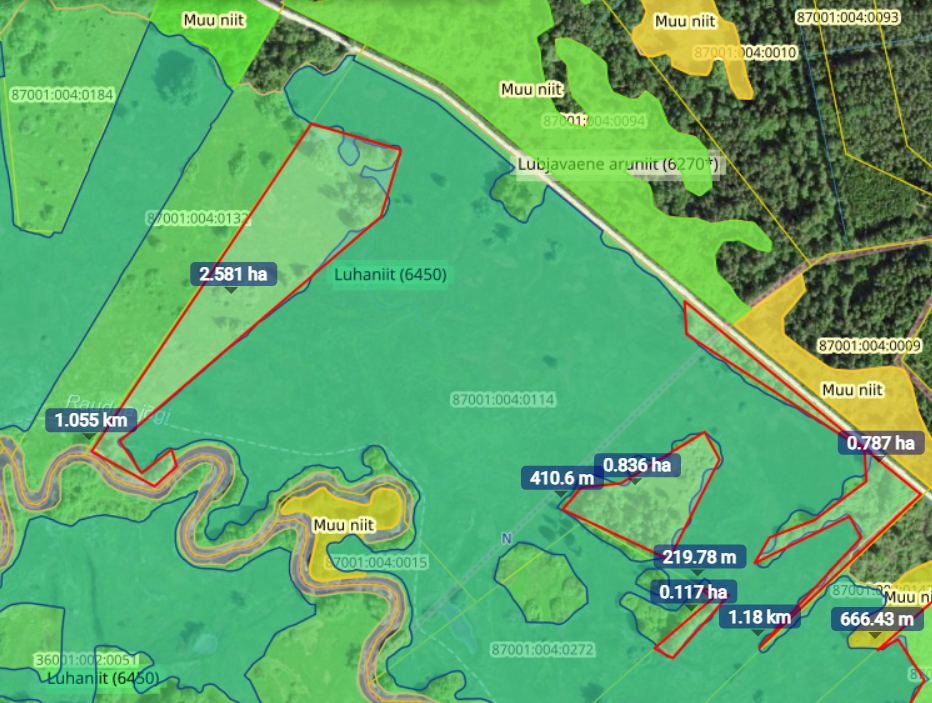 Muu niit
Muu niit
87001:004:0093
87001:004:0010
Muu niit
87001:004:0184
87001:004:0094
Lubjavaene aruniit (6270*)
87001:004:0132
2.581 ha
Luhaniit (6450)
87001:004:0009
Muu niit
87001:004:0114
1.055 km
0.787 ha
0.836 ha
410.6 m
Muu niit
N
219.78 m
87001:004:0015
0.117 ha
Muu ni
1.18 km
666.43 m
87001:004:0272
36001:002:0051
Luhaniit (6450)